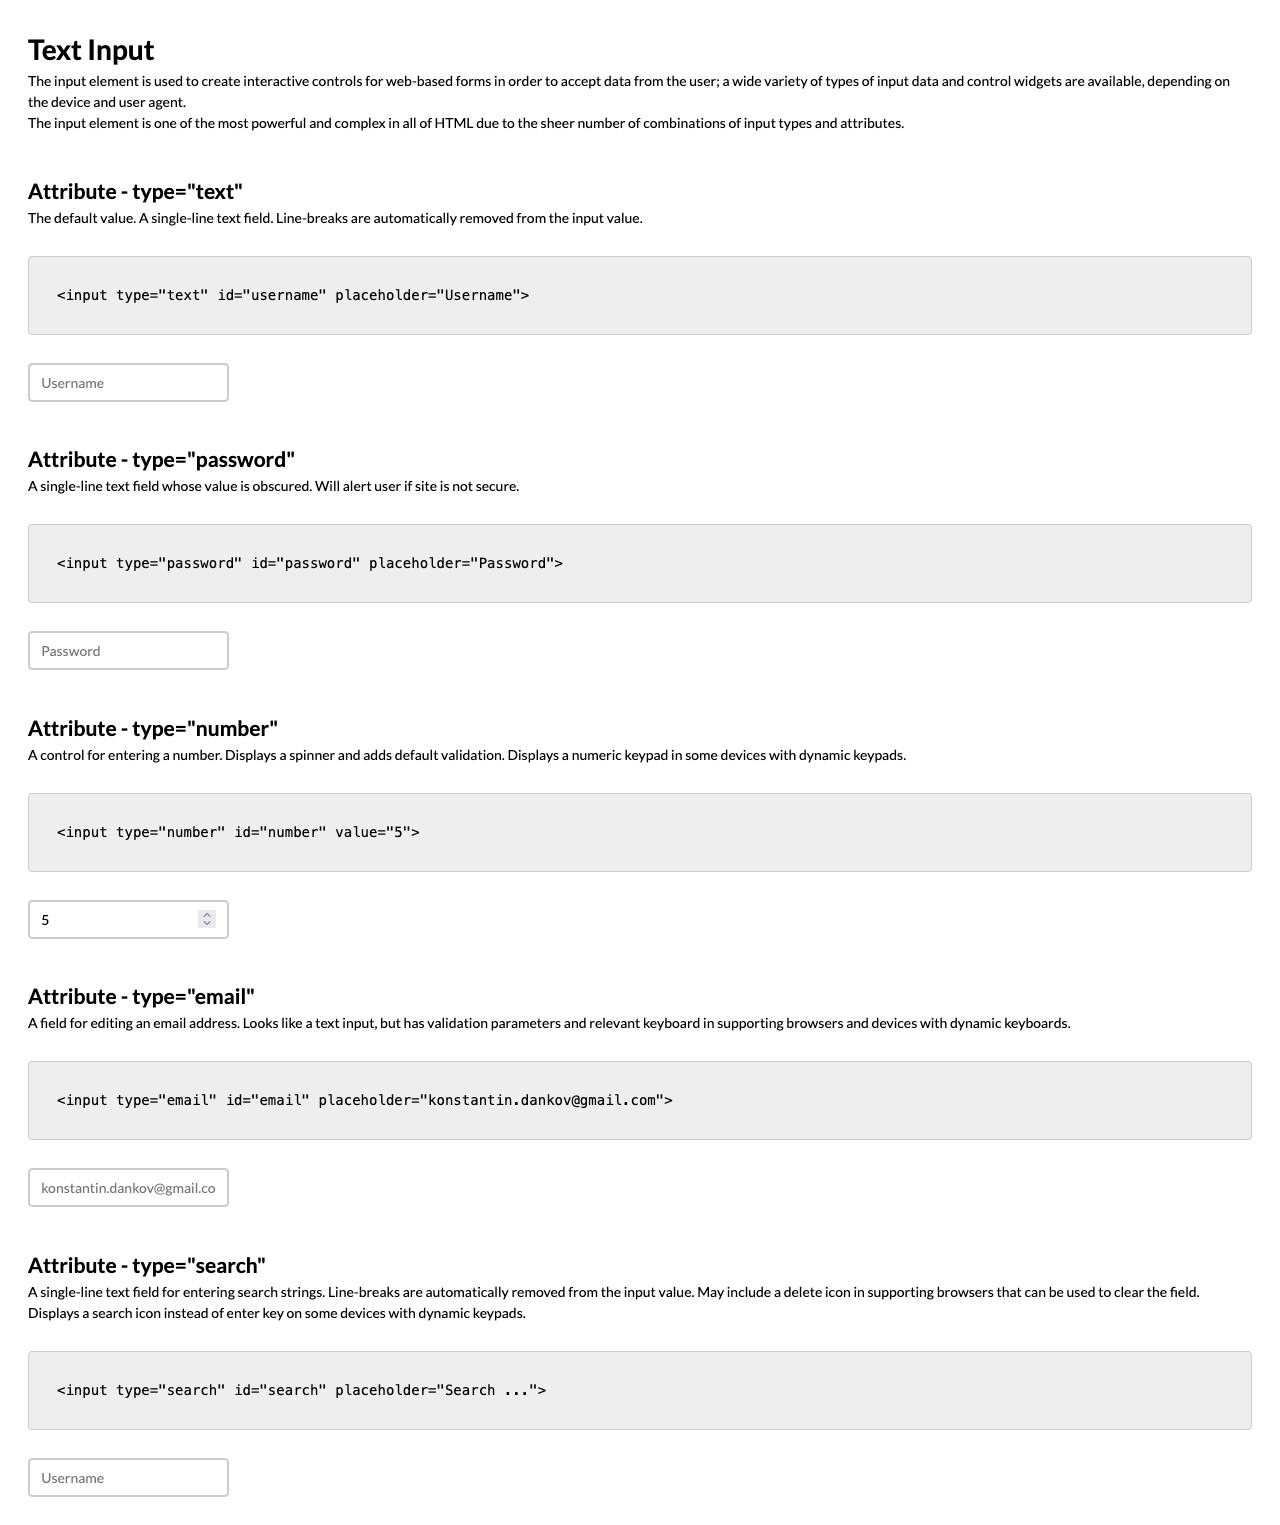 Text Input
The input element is used to create interactive controls for web-based forms in order to accept data from the user; a wide variety of types of input data and control widgets are available, depending on
the device and user agent.
The input element is one of the most powerful and complex in all of HTML due to the sheer number of combinations of input types and attributes.
Attribute - type="text"
The default value. A single-line text field. Line-breaks are automatically removed from the input value.
<input type="text" id="username" placeholder="Username">
Username
Attribute - type="password"
A single-line text field whose value is obscured. Will alert user if site is not secure.
<input type="password" id="password" placeholder="Password">
Password
Attribute - type="number"
A control for entering a number. Displays a spinner and adds default validation. Displays a numeric keypad in some devices with dynamic keypads.
<input type="number" id="number" value="5">
5
Attribute - type="email"
A field for editing an email address. Looks like a text input, but has validation parameters and relevant keyboard in supporting browsers and devices with dynamic keyboards.
<input type="email" id="email" placeholder="konstantin.dankov@gmail.com">
konstantin.dankov@gmail.co
Attribute - type="search"
A single-line text field for entering search strings. Line-breaks are automatically removed from the input value. May include a delete icon in supporting browsers that can be used to clear the field.
Displays a search icon instead of enter key on some devices with dynamic keypads.
<input type="search" id="search" placeholder="Search ...">
Username